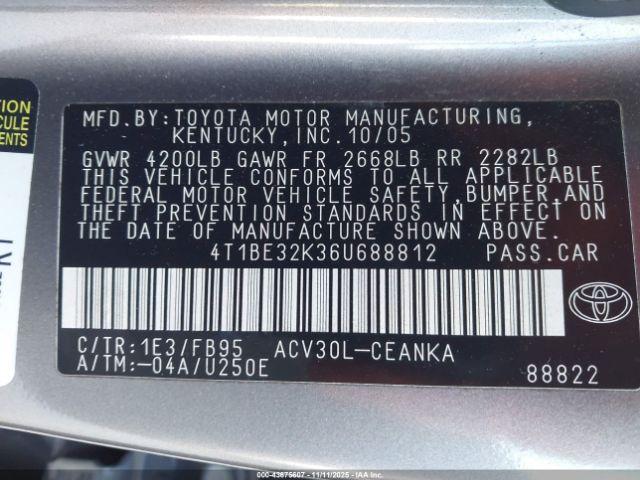 TION
CULE
ENTS
MFD.BY:TOYOTA MOTOR MANUFACTURING,
KENTUCKY,INC.10/05
GVWR 4200LB GAWR FR 2668LB RR 2282LB
THIS VEHICLE CONFORMS TO ALL APPLICABLE
FEDERAL MOTOR VEHICLE SAFETY,BUMPER,AND
THEFT PREVENTION STANDARDS IN EFFECT ON
THE DATE OF MANUFACTURE SHOWN ABOVE.
4T1BE32K36U688812 PASS.CAR
C/TR:1E3/FB95 ACV30L-CEANKA
A/TM:-04A/U250E
88822
000-43675607 - 11/11/2025 - IAAI.com